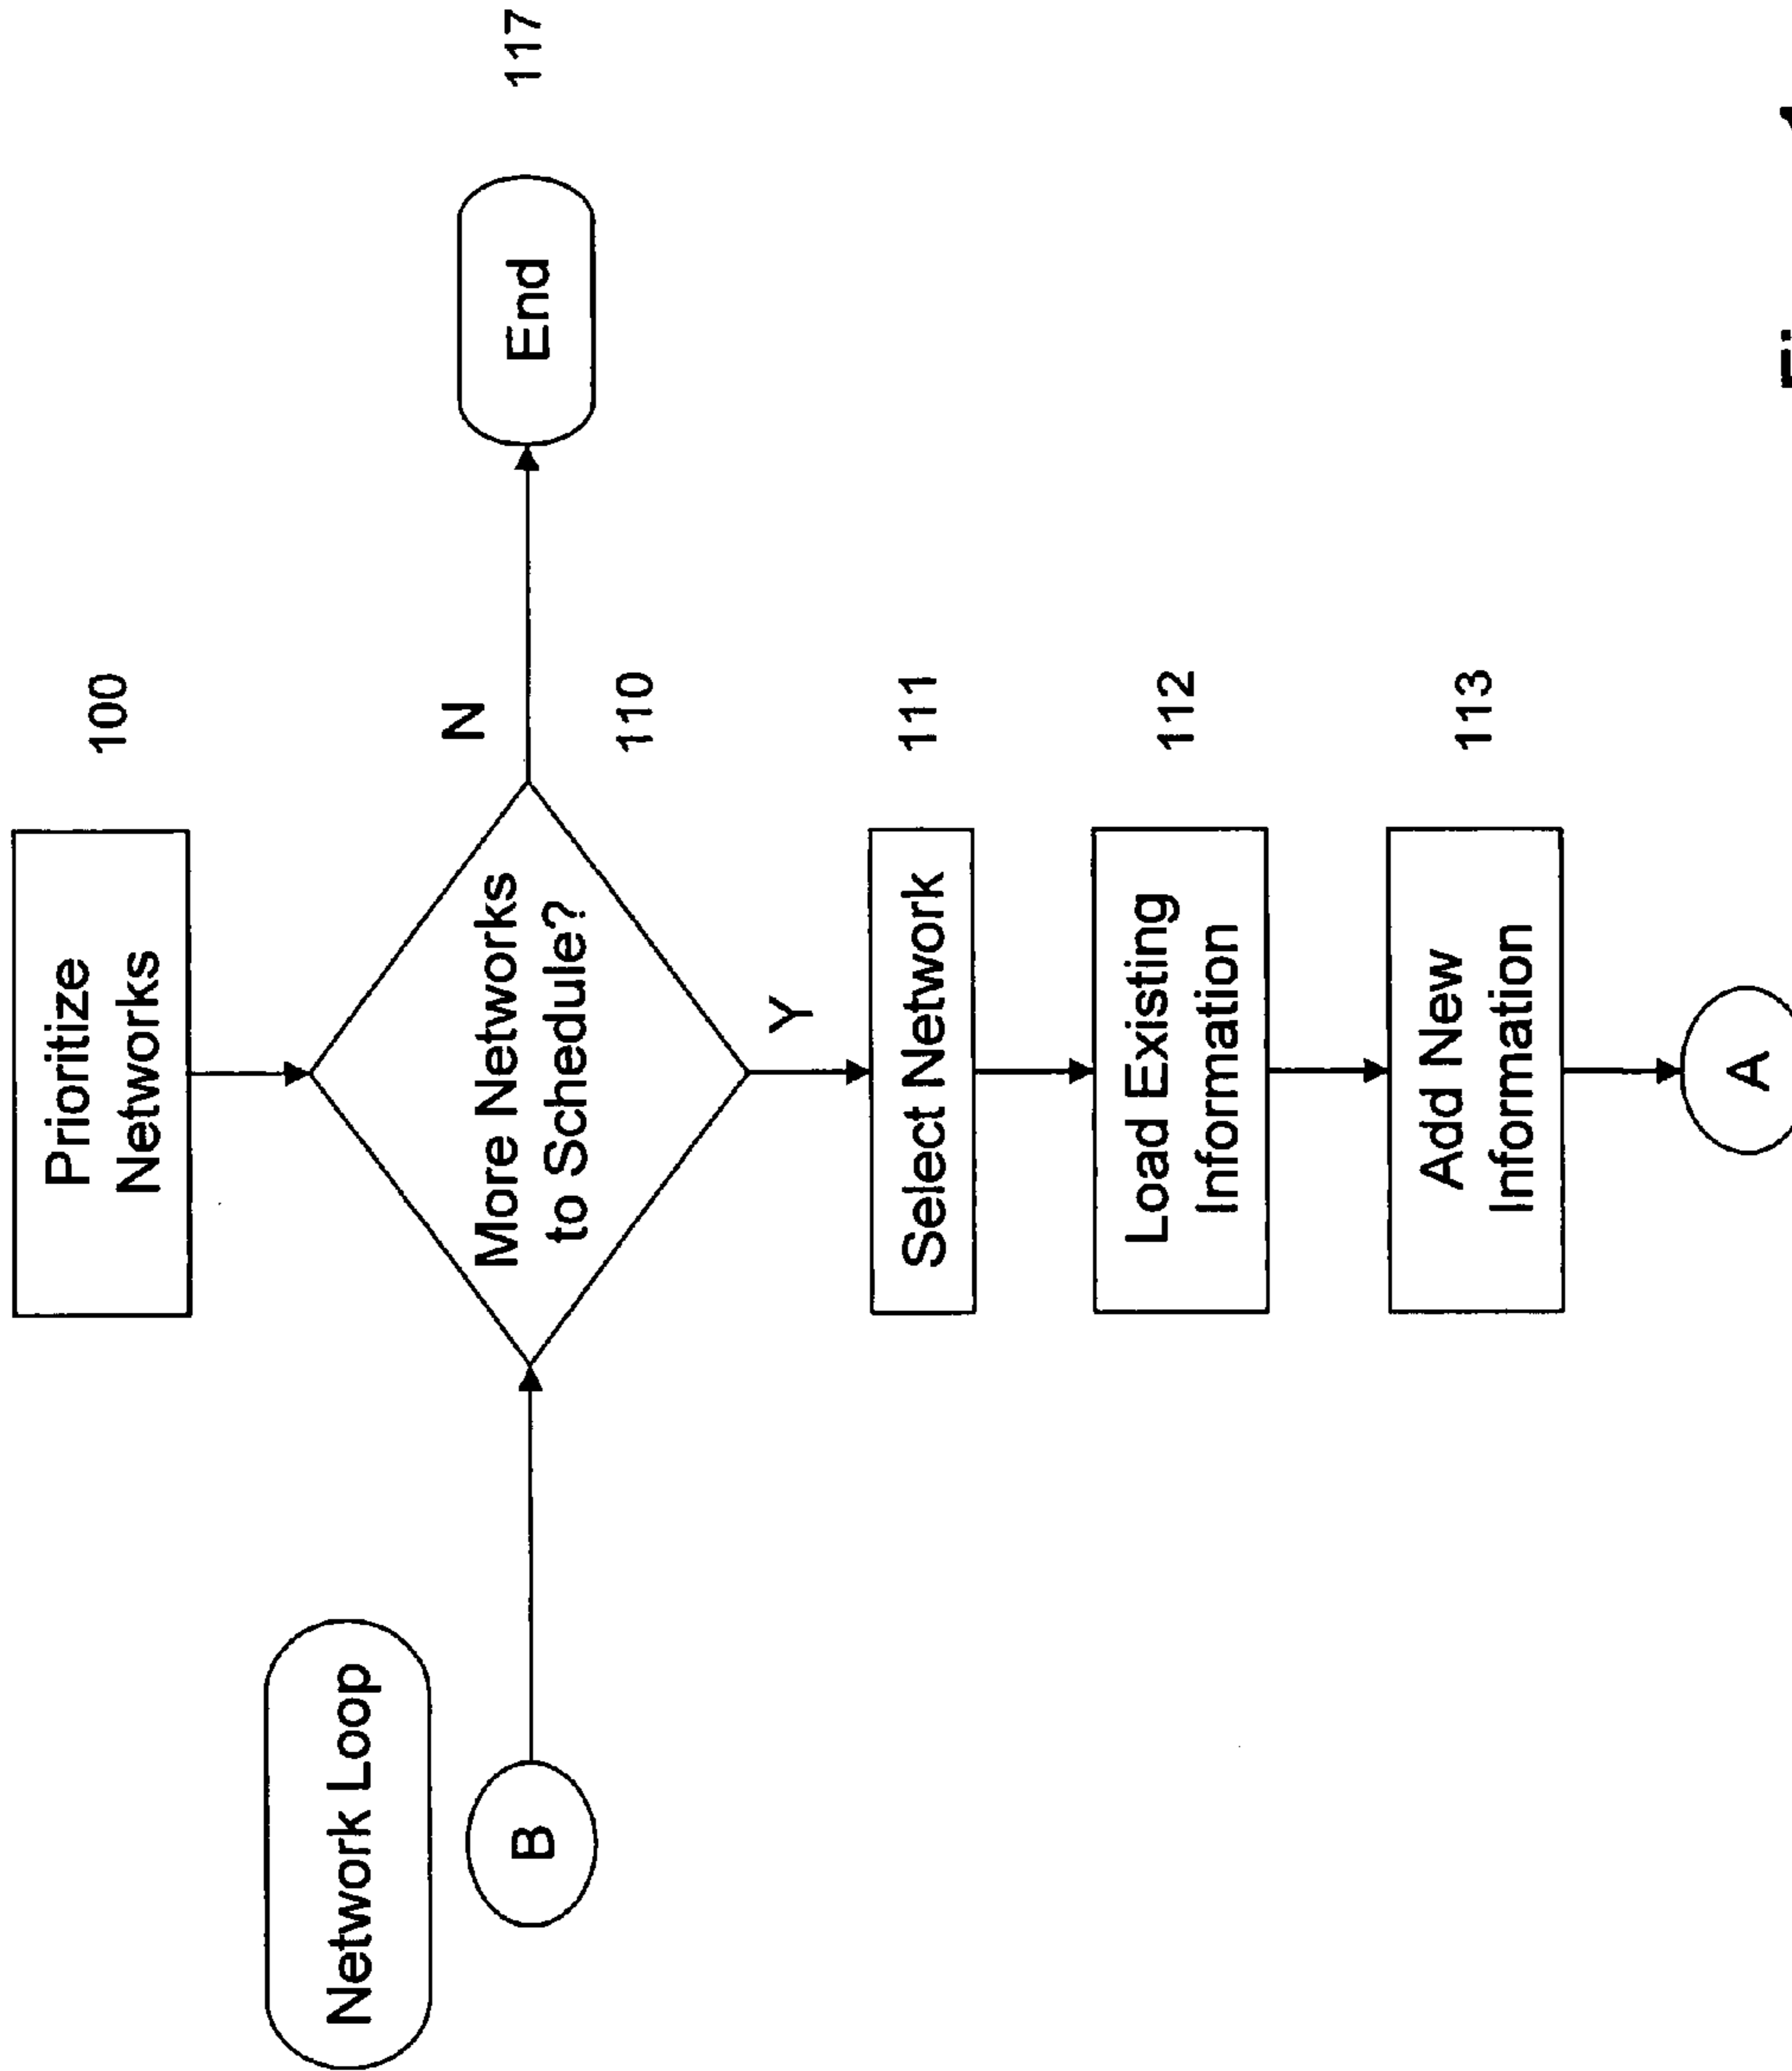 Prioritize
Networks
100
Network Loop
B
More Networks
to Schedule?
N
110
End
117
Y
Select Network
111
Load Existing
Information
112
Add New
Information
113
A